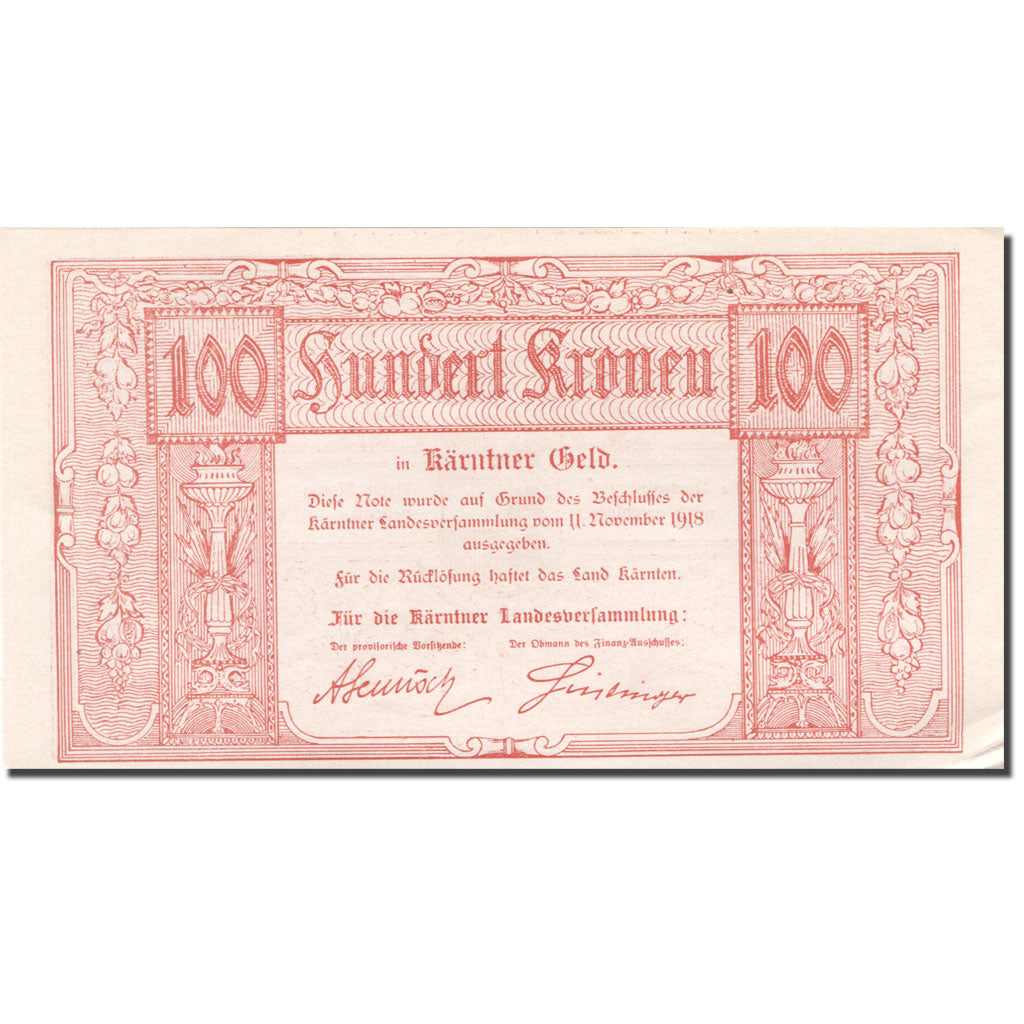 100 Hundert Kronen 100
in Kärntner Geld.
Diese Note wurde auf Grund des Beschlusses der
Kärntner Landesversammlung vom 11. November 1918
ausgegeben.
Für die Rücklösung haftet das Land Kärnten.
Für die Kärntner Landesversammlung:
Der provisorische Vorsitzende: Der Obmann des Finanz-Ausschusses: